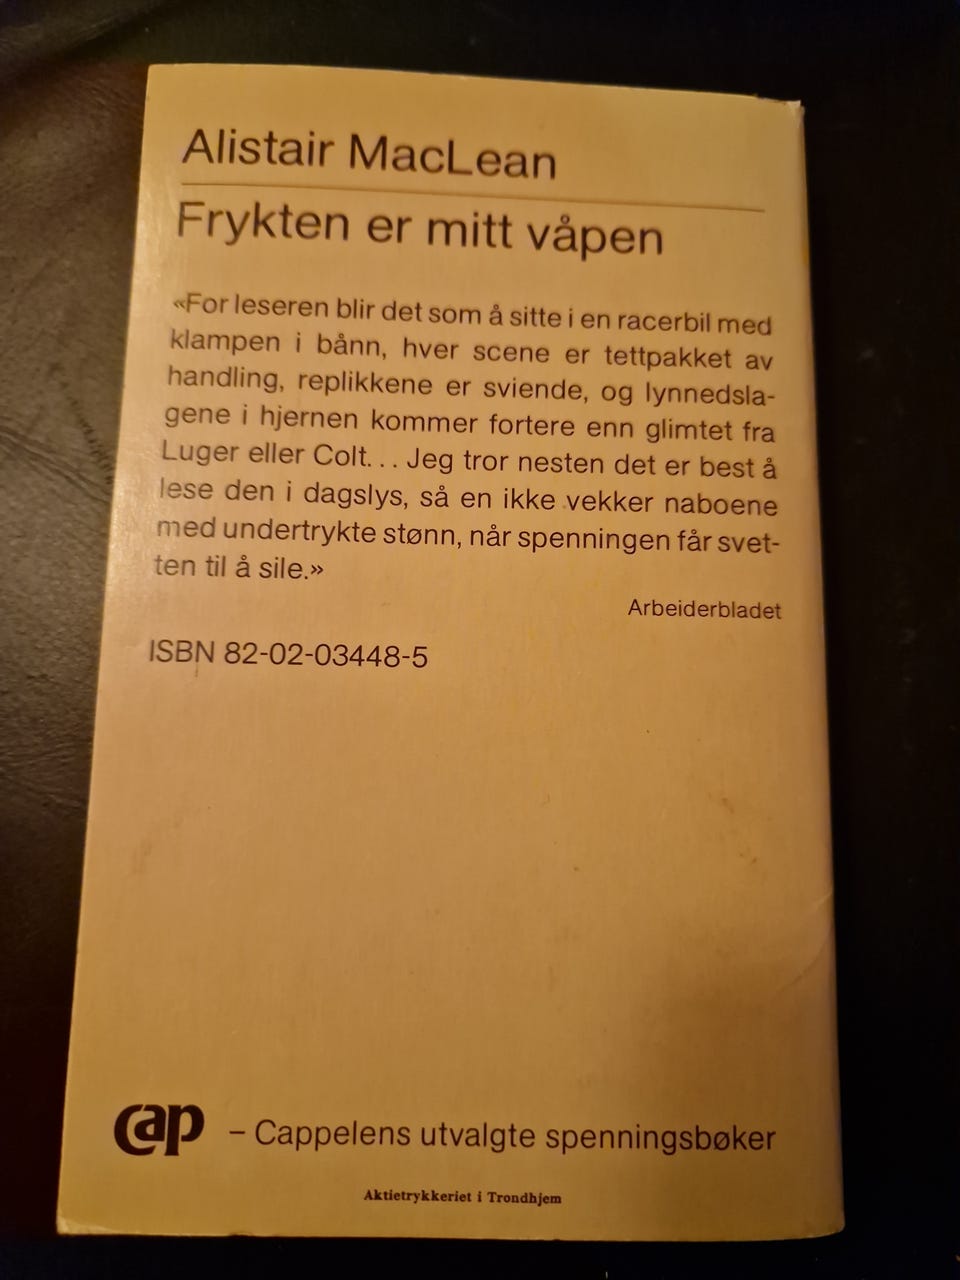 Alistair MacLean
Frykten er mitt våpen
«For leseren blir det som å sitte i en racerbil med
klampen i bånn, hver scene er tettpakket av
handling, replikkene er sviende, og lynnedsla-
gene i hjernen kommer fortere enn glimtet fra
Luger eller Colt... Jeg tror nesten det er best å
lese den i dagslys, så en ikke vekker naboene
med undertrykte stønn, når spenningen får svet-
ten til å sile.»
Arbeiderbladet
ISBN 82-02-03448-5
cap – Cappelens utvalgte spenningsbøker
Aktietrykkeriet i Trondhjem